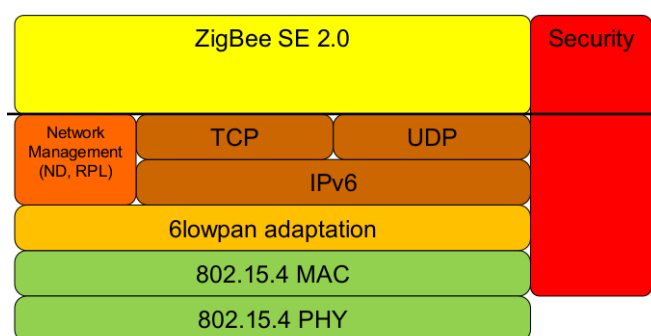 ZigBee SE 2.0
Security
Network
Management
(ND, RPL)
TCP
UDP
IPv6
6lowpan adaptation
802.15.4 MAC
802.15.4 PHY